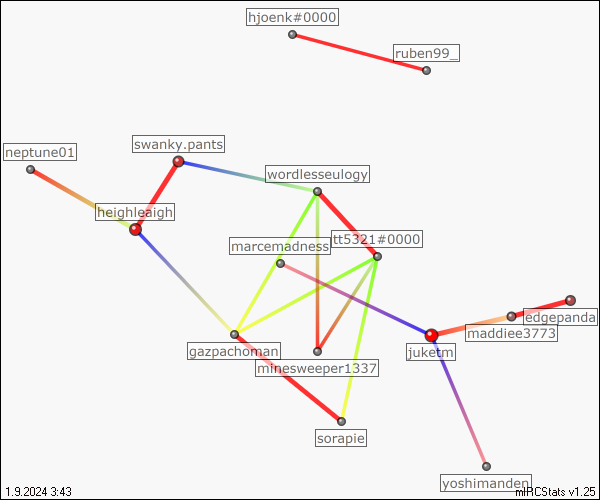 hjoenk#0000
ruben99_
swanky.pants
neptune01
wordlesseulogy
heighleaigh
marcemadness
tt5321#0000
edgepanda
maddiee3773
gazpachoman
juketm
minesweeper1337
sorapie
yoshimanden
1.9.2024 3:43
mIRCStats v1.25